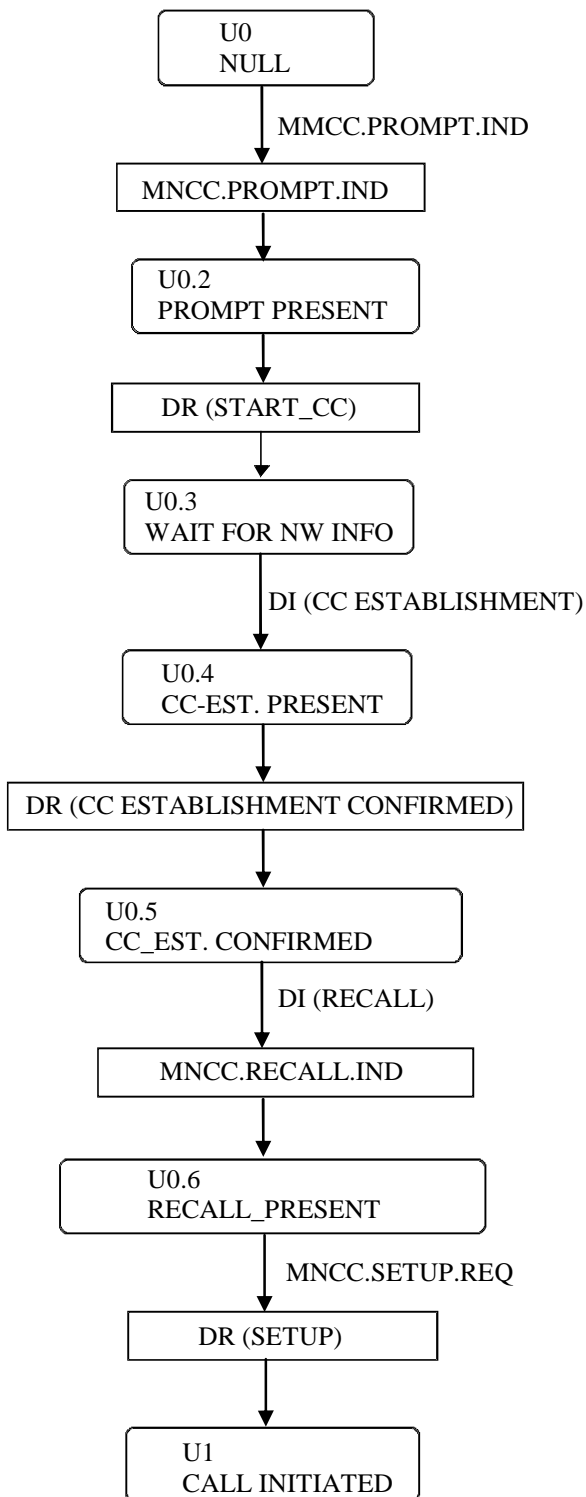 U0
NULL
MMCC.PROMPT.IND
MNCC.PROMPT.IND
U0.2
PROMPT PRESENT
DR (START_CC)
U0.3
WAIT FOR NW INFO
DI (CC ESTABLISHMENT)
U0.4
CC-EST. PRESENT
DR (CC ESTABLISHMENT CONFIRMED)
U0.5
CC_EST. CONFIRMED
DI (RECALL)
MNCC.RECALL.IND
U0.6
RECALL_PRESENT
MNCC.SETUP.REQ
DR (SETUP)
U1
CALL INITIATED